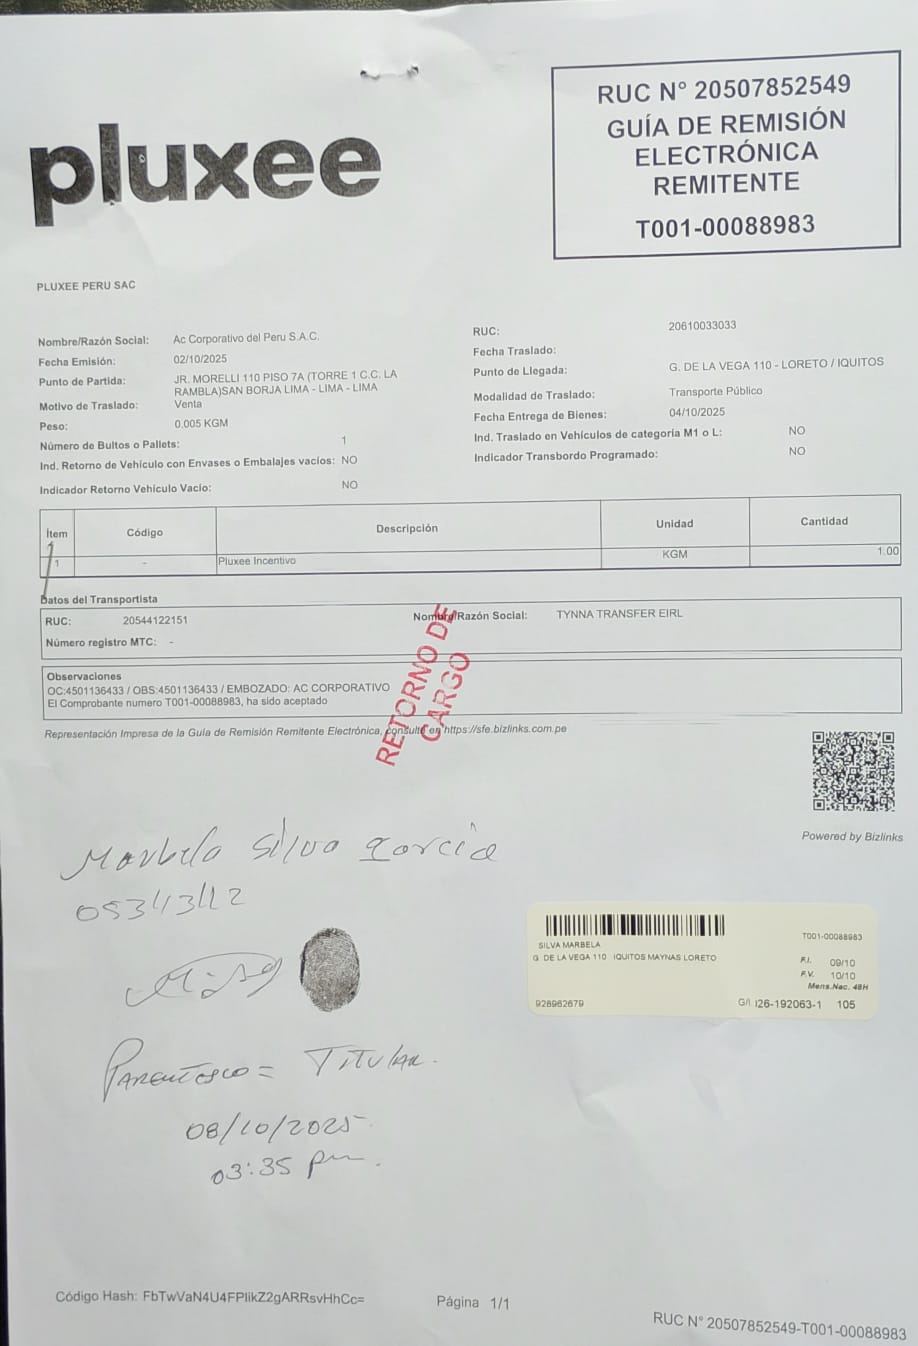 pluxee
RUC N° 20507852549
GUÍA DE REMISIÓN
ELECTRÓNICA
REMITENTE
T001-00088983
PLUXEE PERU SAC
Nombre/Razón Social: Ac Corporativo del Peru S.A.C.
Fecha Emisión: 02/10/2025
Punto de Partida: JR. MORELLI 110 PISO 7A (TORRE 1 C.C. LA
RAMBLA)SAN BORJA LIMA - LIMA - LIMA
Motivo de Traslado: Venta
Peso: 0.005 KGM
Número de Bultos o Pallets: 1
Ind. Retorno de Vehículo con Envases o Embalajes vacíos: NO
Indicador Retorno Vehículo Vacío: NO
RUC: 20610033033
Fecha Traslado:
Punto de Llegada: G. DE LA VEGA 110 - LORETO / IQUITOS
Modalidad de Traslado: Transporte Público
Fecha Entrega de Bienes: 04/10/2025
Ind. Traslado en Vehículos de categoria M1 o L: NO
Indicador Transbordo Programado: NO
Ítem Código Descripción Unidad Cantidad
1 - Pluxee Incentivo KGM 1.00
Datos del Transportista
RUC: 20544122151 Nombre/Razón Social: TYNNA TRANSFER EIRL
Número registro MTC: -
RETORNO DE
CARGO
Observaciones
OC:4501136433 / OBS:4501136433 / EMBOZADO: AC CORPORATIVO
El Comprobante numero T001-00088983, ha sido aceptado
Representación Impresa de la Guía de Remisión Remitente Electrónica, consulte en https://sfe.bizlinks.com.pe
Powered by Bizlinks
Marbela Silva Garcia
05343112
T001-00088983
SILVA MARBELA
G. DE LA VEGA 110 IQUITOS MAYNAS LORETO
F.I. 09/10
F.V. 10/10
Mens.Nac. 48H
926962679 G/I I26-192063-1 105
Parentesco = Titular.
08/10/2025
03:35 pm.
Código Hash: FbTwVaN4U4FPlikZ2gARRsvHhCc=
Página 1/1
RUC N° 20507852549-T001-00088983